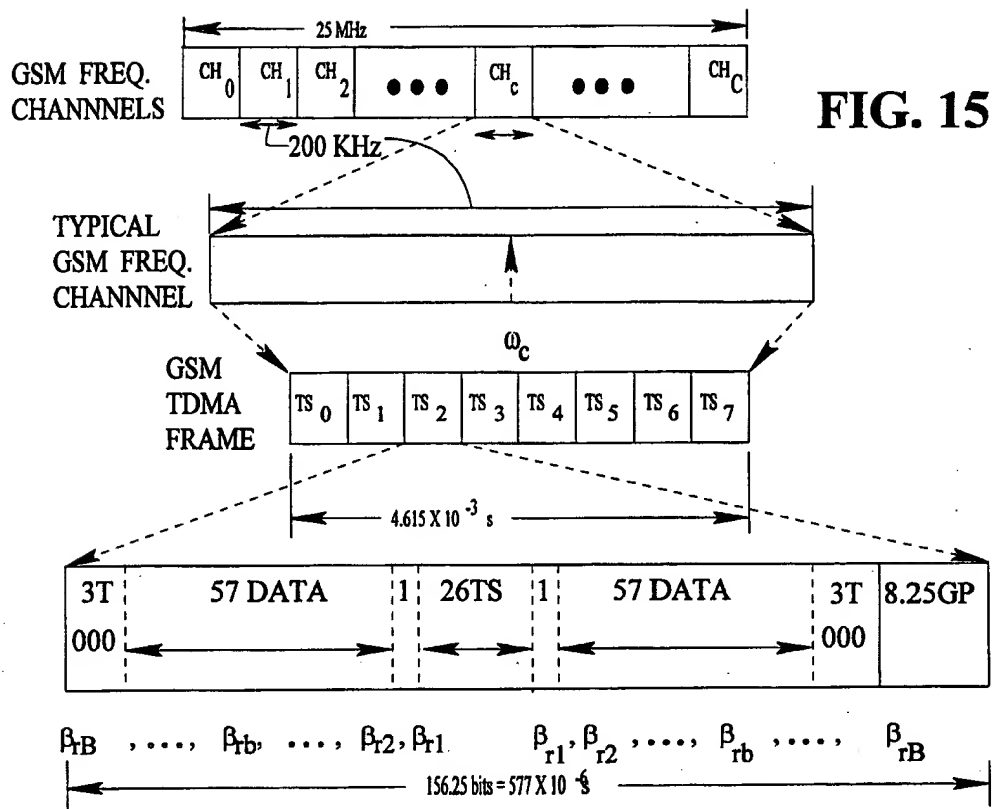 25 MHz
GSM FREQ. CHANNNELS
CH0 CH1 CH2 ••• CHc ••• CHC
FIG. 15
200 KHz
TYPICAL GSM FREQ. CHANNNEL
ωc
GSM TDMA FRAME
TS0 TS1 TS2 TS3 TS4 TS5 TS6 TS7
4.615 X 10-3 s
3T 57 DATA 1 26TS 1 57 DATA 3T 8.25GP
000 000
βrB , ...., βrb, ...., βr2, βr1 βr1, βr2 ,...., βrb ,....., βrB
156.25 bits = 577 X 10-6s